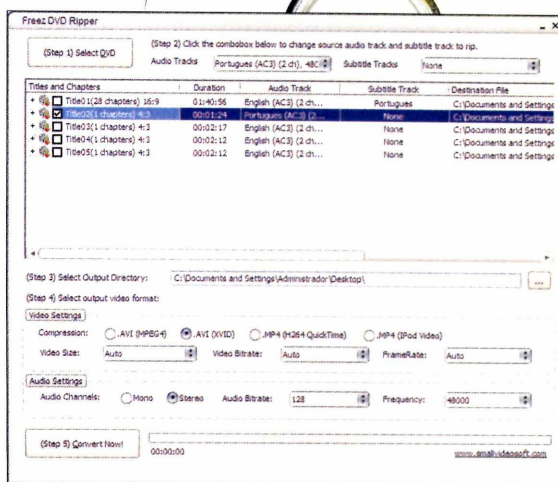 Freez DVD Ripper
(Step 1) Select DVD
(Step 2) Click the combobox below to change source audio track and subtitle track to rip.
Audio Tracks Portugues (AC3) (2 ch), 48C Subtitle Tracks None
Titles and Chapters Duration Audio Track Subtitle Track Destination File
+ Title01(28 chapters) 16:9 01:40:56 English (AC3) (2 ch... Portugues C:\Documents and Settings
+ Title02(1 chapters) 4:3 00:01:24 Portugues (AC3) (2... None C:\Documents and Settings
+ Title03(1 chapters) 4:3 00:02:17 English (AC3) (2 ch... None C:\Documents and Settings
+ Title04(1 chapters) 4:3 00:02:12 English (AC3) (2 ch... None C:\Documents and Settings
+ Title05(1 chapters) 4:3 00:02:12 English (AC3) (2 ch... None C:\Documents and Settings
(Step 3) Select Output Directory: C:\Documents and Settings\Administrador\Desktop\ ...
(Step 4) Select output video format:
Video Settings
Compression: .AVI (MPEG4) .AVI (XVID) .MP4 (H264 QuickTime) .MP4 (IPod Video)
Video Size: Auto Video Bitrate: Auto FrameRate: Auto
Audio Settings
Audio Channels: Mono Stereo Audio Bitrate: 128 Frequency: 48000
(Step 5) Convert Now!
00:00:00 www.smallvideosoft.com